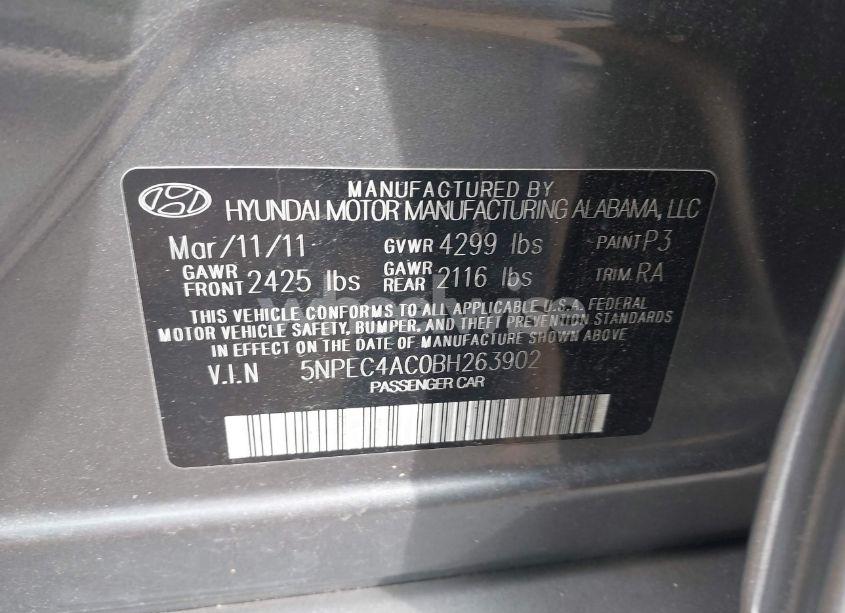 MANUFACTURED BY
HYUNDAI MOTOR MANUFACTURING ALABAMA, LLC
Mar/11/11 GVWR 4299 lbs PAINT P3
GAWR FRONT 2425 lbs GAWR REAR 2116 lbs TRIM RA
THIS VEHICLE CONFORMS TO ALL APPLICABLE U.S.A. FEDERAL
MOTOR VEHICLE SAFETY, BUMPER, AND THEFT PREVENTION STANDARDS
IN EFFECT ON THE DATE OF MANUFACTURE SHOWN ABOVE
V.I.N 5NPEC4AC0BH263902
PASSENGER CAR